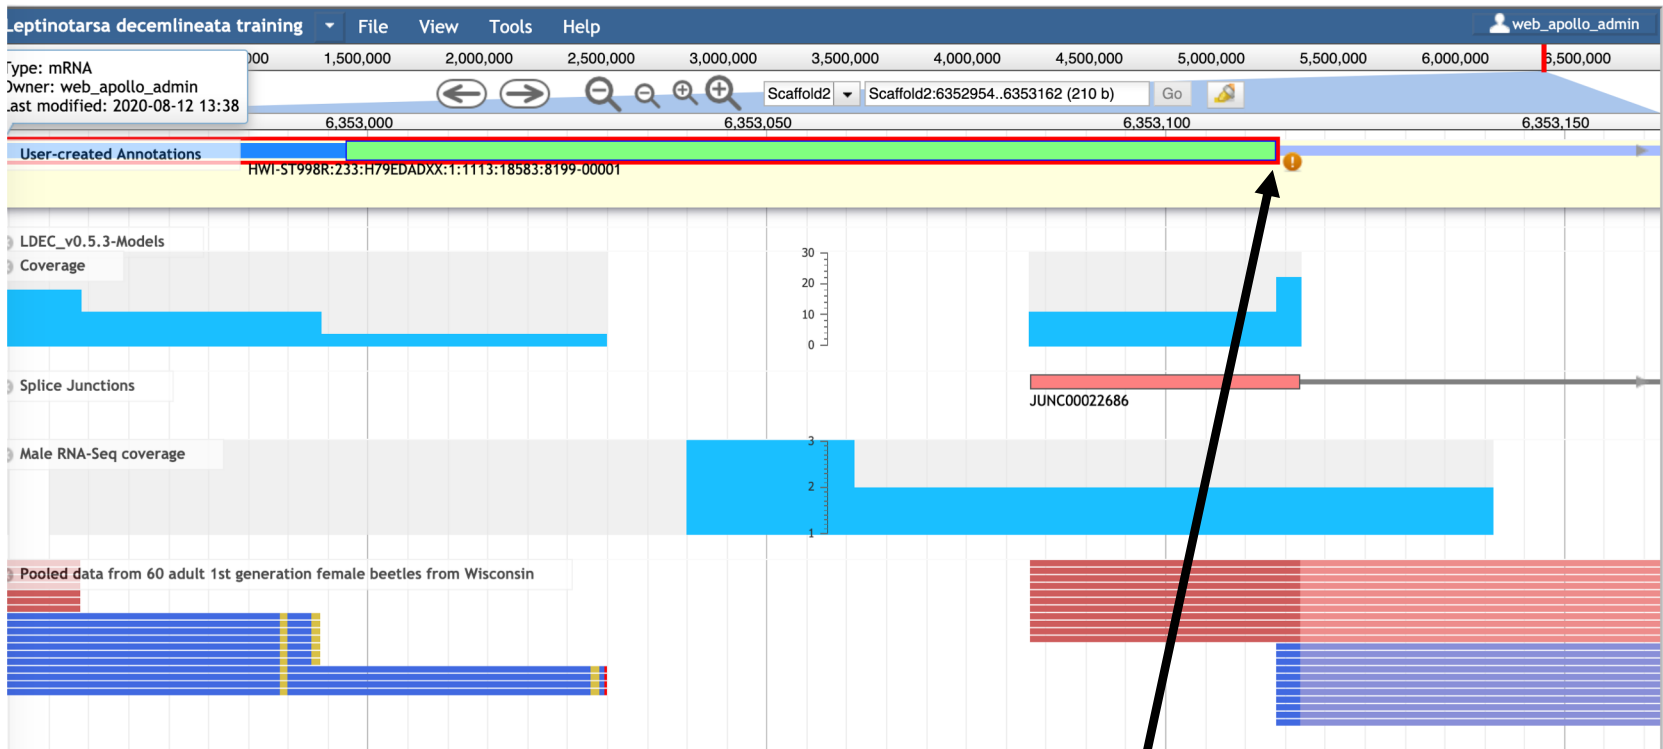 Leptinotarsa decemlineata training File View Tools Help web_apollo_admin
000 1,500,000 2,000,000 2,500,000 3,000,000 3,500,000 4,000,000 4,500,000 5,000,000 5,500,000 6,000,000 6,500,000
Type: mRNA
Owner: web_apollo_admin
Last modified: 2020-08-12 13:38
Scaffold2 Scaffold2:6352954..6353162 (210 b) Go
6,353,000 6,353,050 6,353,100 6,353,150
User-created Annotations
HWI-ST998R:233:H79EDADXX:1:1113:18583:8199-00001
LDEC_v0.5.3-Models
Coverage
30
20
10
0
Splice Junctions
JUNC00022686
Male RNA-Seq coverage
3
2
1
Pooled data from 60 adult 1st generation female beetles from Wisconsin